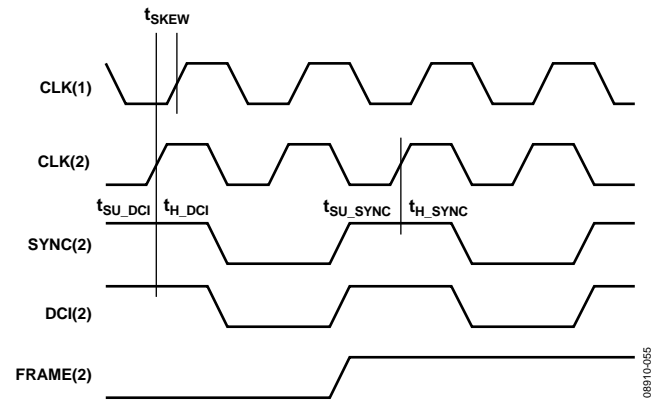 tSKEW
CLK(1)
CLK(2)
tSU_DCI tH_DCI tSU_SYNC tH_SYNC
SYNC(2)
DCI(2)
FRAME(2)
08910-055